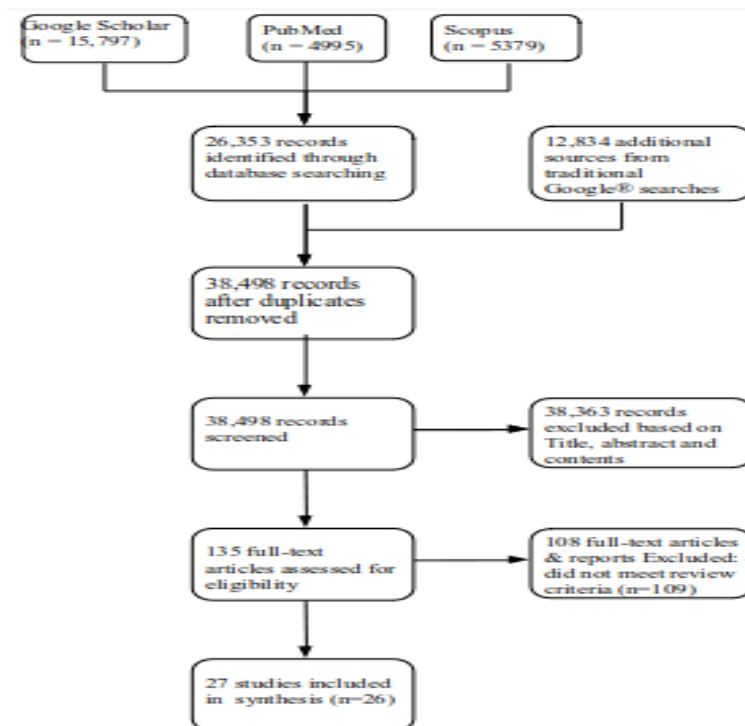 Google Scholar
(n = 15,797)
PubMed
(n = 4995)
Scopus
(n = 5379)
26,353 records
identified through
database searching
12,834 additional
sources from
traditional
Google® searches
38,498 records
after duplicates
removed
38,498 records
screened
38,363 records
excluded based on
Title, abstract and
contents
135 full-text
articles assessed for
eligibility
108 full-text articles
& reports Excluded:
did not meet review
criteria (n=109)
27 studies included
in synthesis (n=26)